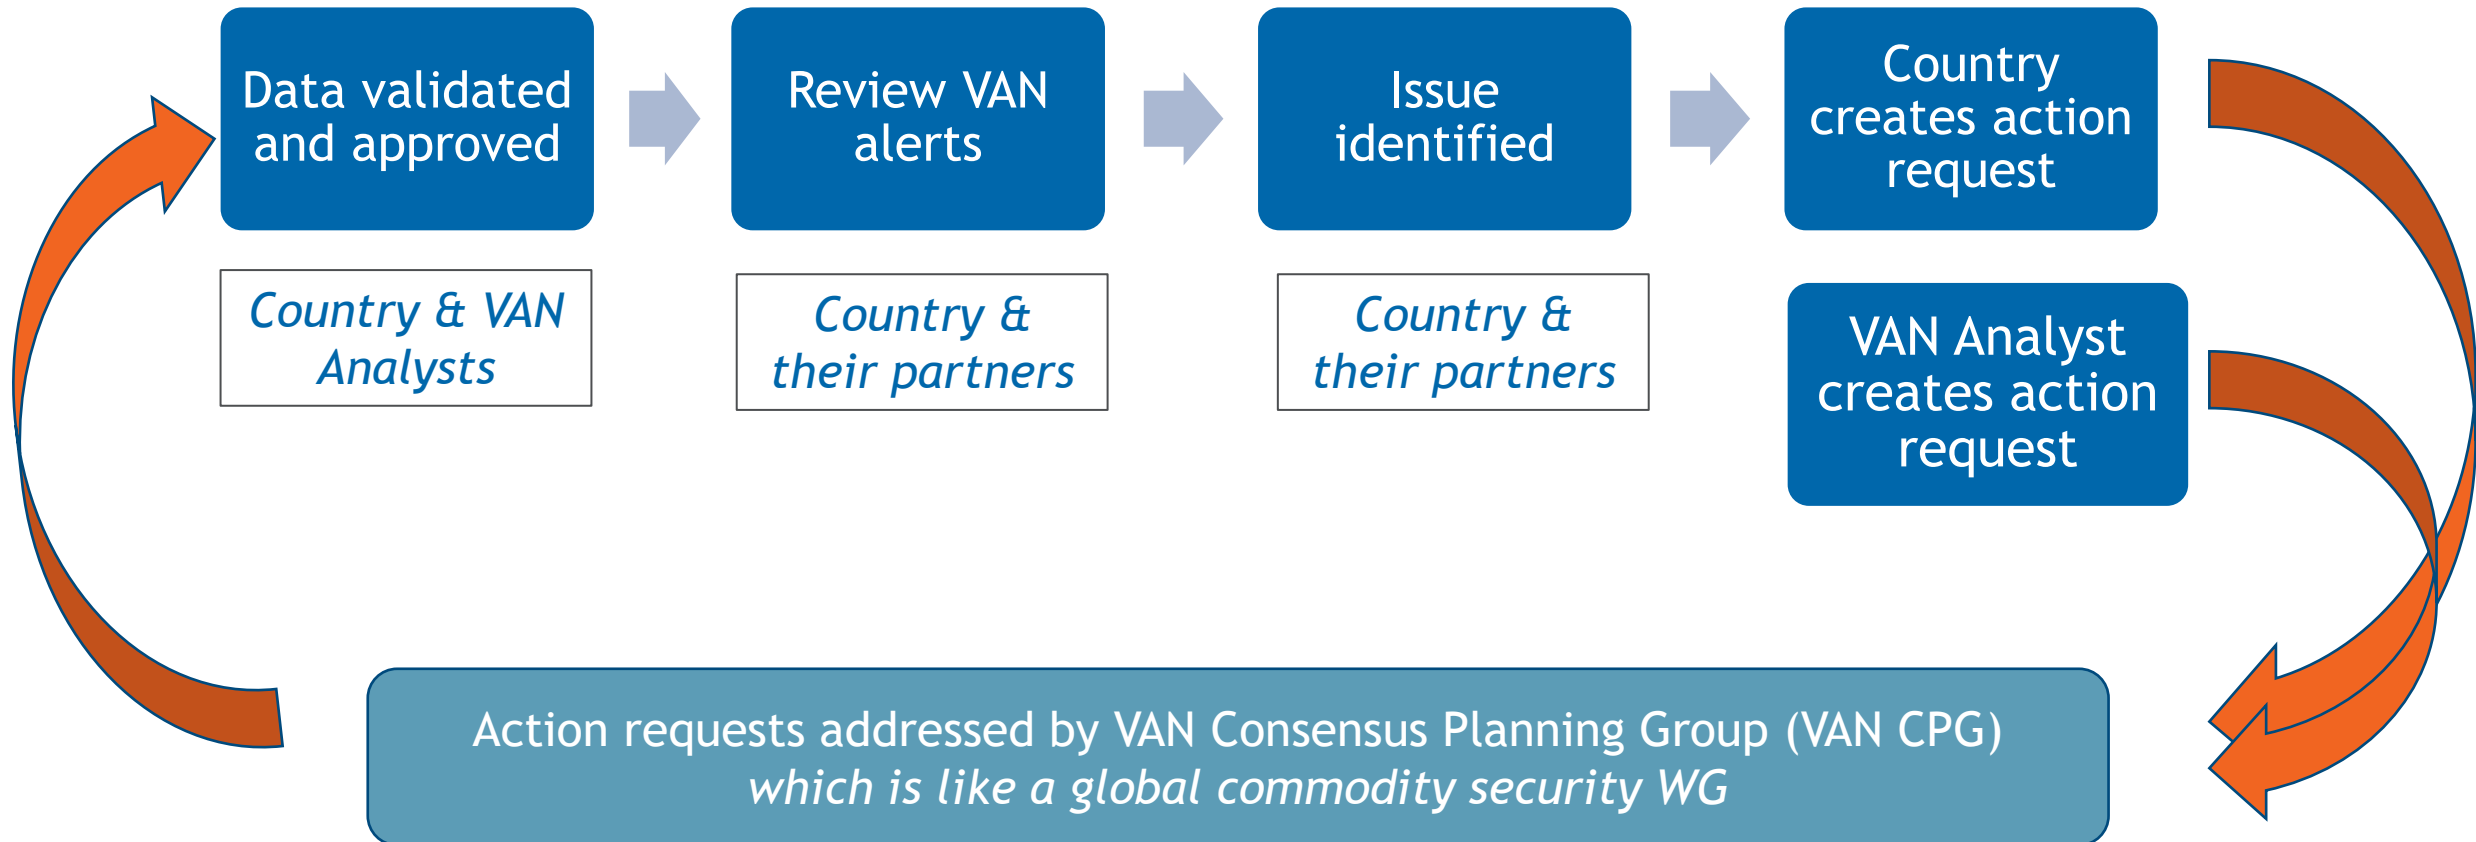 Data validated
and approved
Review VAN
alerts
Issue
identified
Country
creates action
request
Country & VAN
Analysts
Country &
their partners
Country &
their partners
VAN Analyst
creates action
request
Action requests addressed by VAN Consensus Planning Group (VAN CPG)
which is like a global commodity security WG